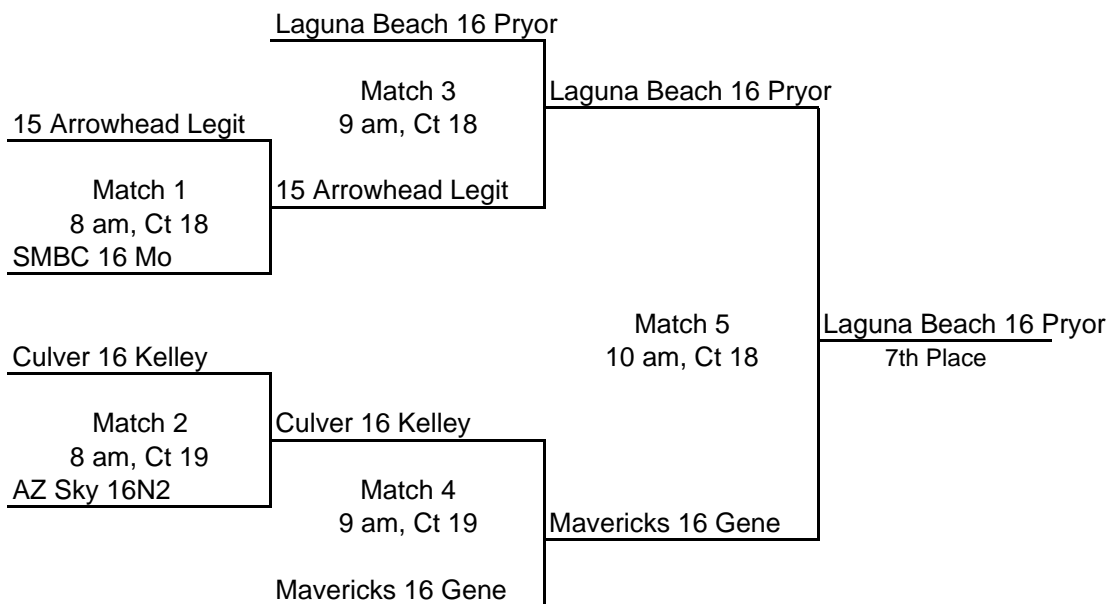 Laguna Beach 16 Pryor
Match 3
9 am, Ct 18
Laguna Beach 16 Pryor
15 Arrowhead Legit
Match 1
8 am, Ct 18
15 Arrowhead Legit
SMBC 16 Mo
Match 5
10 am, Ct 18
Laguna Beach 16 Pryor
7th Place
Culver 16 Kelley
Match 2
8 am, Ct 19
Culver 16 Kelley
AZ Sky 16N2
Match 4
9 am, Ct 19
Mavericks 16 Gene
Mavericks 16 Gene